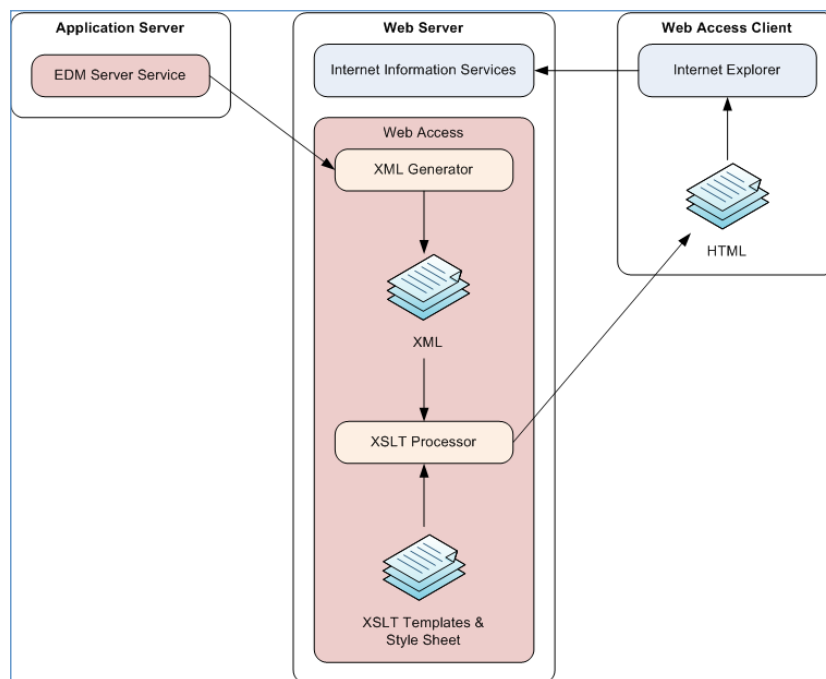 Application Server
EDM Server Service
Web Server
Internet Information Services
Web Access
XML Generator
XML
XSLT Processor
XSLT Templates &
Style Sheet
Web Access Client
Internet Explorer
HTML